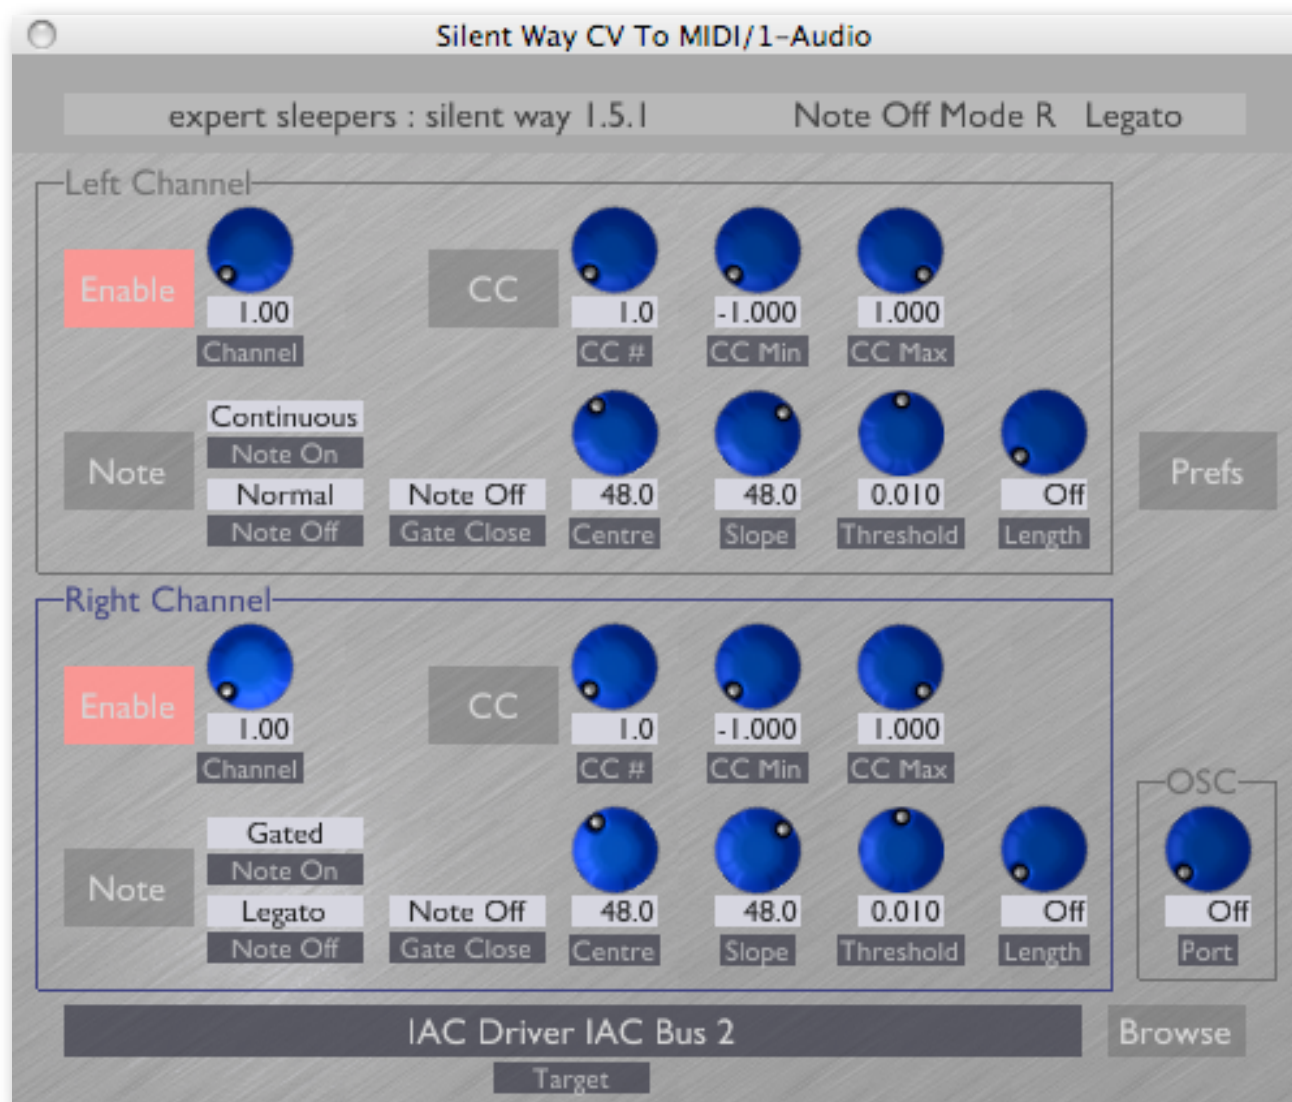 Silent Way CV To MIDI/1-Audio
expert sleepers : silent way 1.5.1 Note Off Mode R Legato
Left Channel
Enable 1.00 CC 1.0 -1.000 1.000
Channel CC # CC Min CC Max
Continuous
Note On
Note Normal Note Off 48.0 48.0 0.010 Off Prefs
Note Off Gate Close Centre Slope Threshold Length
Right Channel
Enable 1.00 CC 1.0 -1.000 1.000
Channel CC # CC Min CC Max
OSC
Gated
Note On
Note Legato Note Off 48.0 48.0 0.010 Off Off
Note Off Gate Close Centre Slope Threshold Length Port
IAC Driver IAC Bus 2 Browse
Target